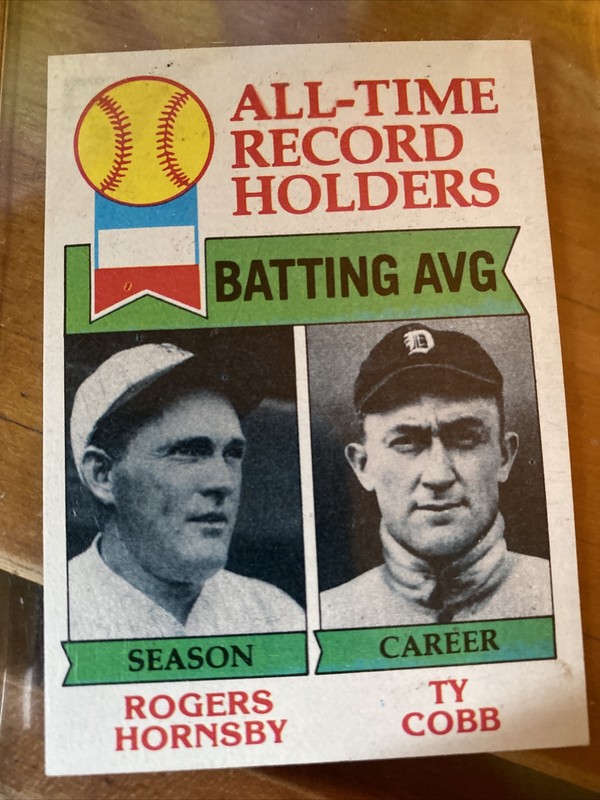 ALL-TIME
RECORD
HOLDERS
BATTING AVG
D
SEASON
CAREER
ROGERS
HORNSBY
TY
COBB